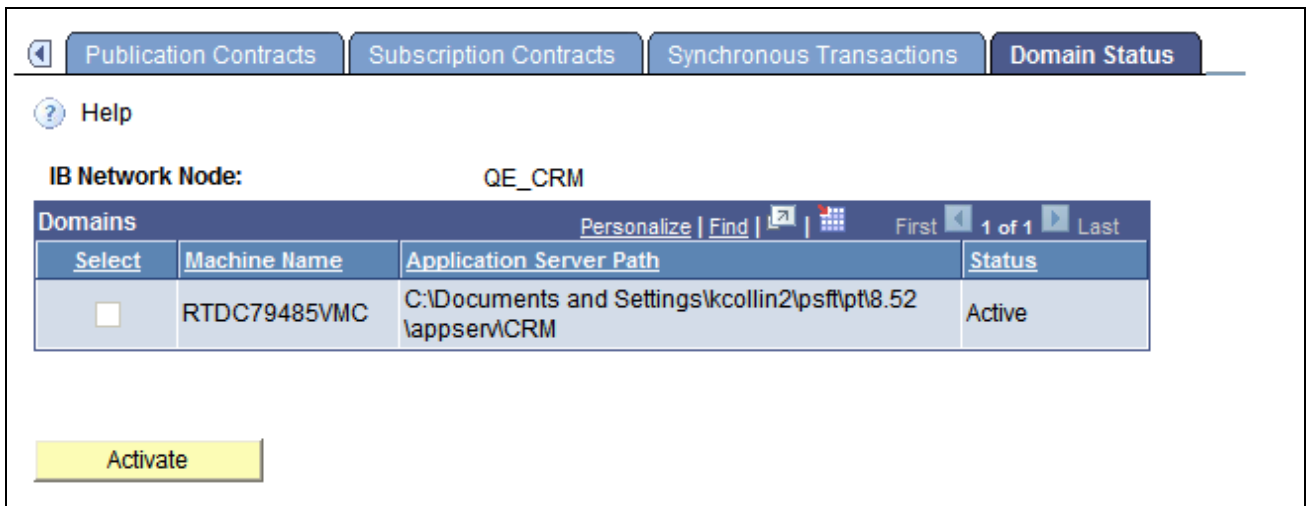 Publication Contracts Subscription Contracts Synchronous Transactions Domain Status
? Help
IB Network Node: QE_CRM
Domains Personalize | Find | | First 1 of 1 Last
Select Machine Name Application Server Path Status
RTDC79485VMC C:\Documents and Settings\kcollin2\psft\pt\8.52 Active
\appserv\CRM
Activate